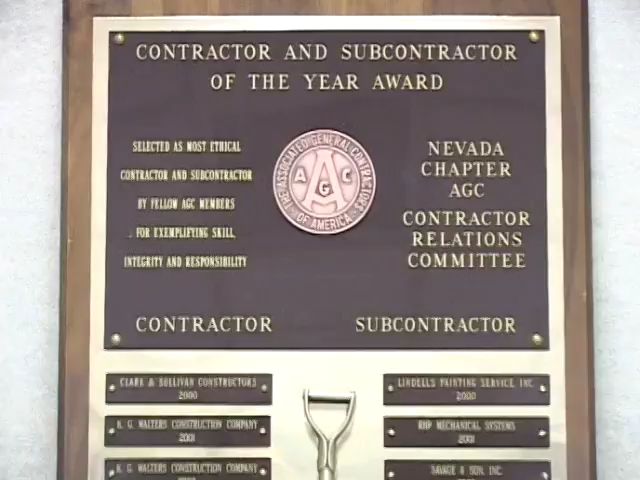 CONTRACTOR AND SUBCONTRACTOR
OF THE YEAR AWARD
SELECTED AS MOST ETHICAL
CONTRACTOR AND SUBCONTRACTOR
BY FELLOW AGC MEMBERS
FOR EXEMPLIFYING SKILL,
INTEGRITY AND RESPONSIBILITY
THE ASSOCIATED GENERAL CONTRACTORS
OF AMERICA
A G C
NEVADA
CHAPTER
AGC
CONTRACTOR
RELATIONS
COMMITTEE
CONTRACTOR
SUBCONTRACTOR
CLARK & SULLIVAN CONSTRUCTORS
2000
LINDELL'S PAINTING SERVICE INC.
2000
K. G. WALTERS CONSTRUCTION COMPANY
2001
RHP MECHANICAL SYSTEMS
2001
K. G. WALTERS CONSTRUCTION COMPANY
SAVAGE & SON, INC.